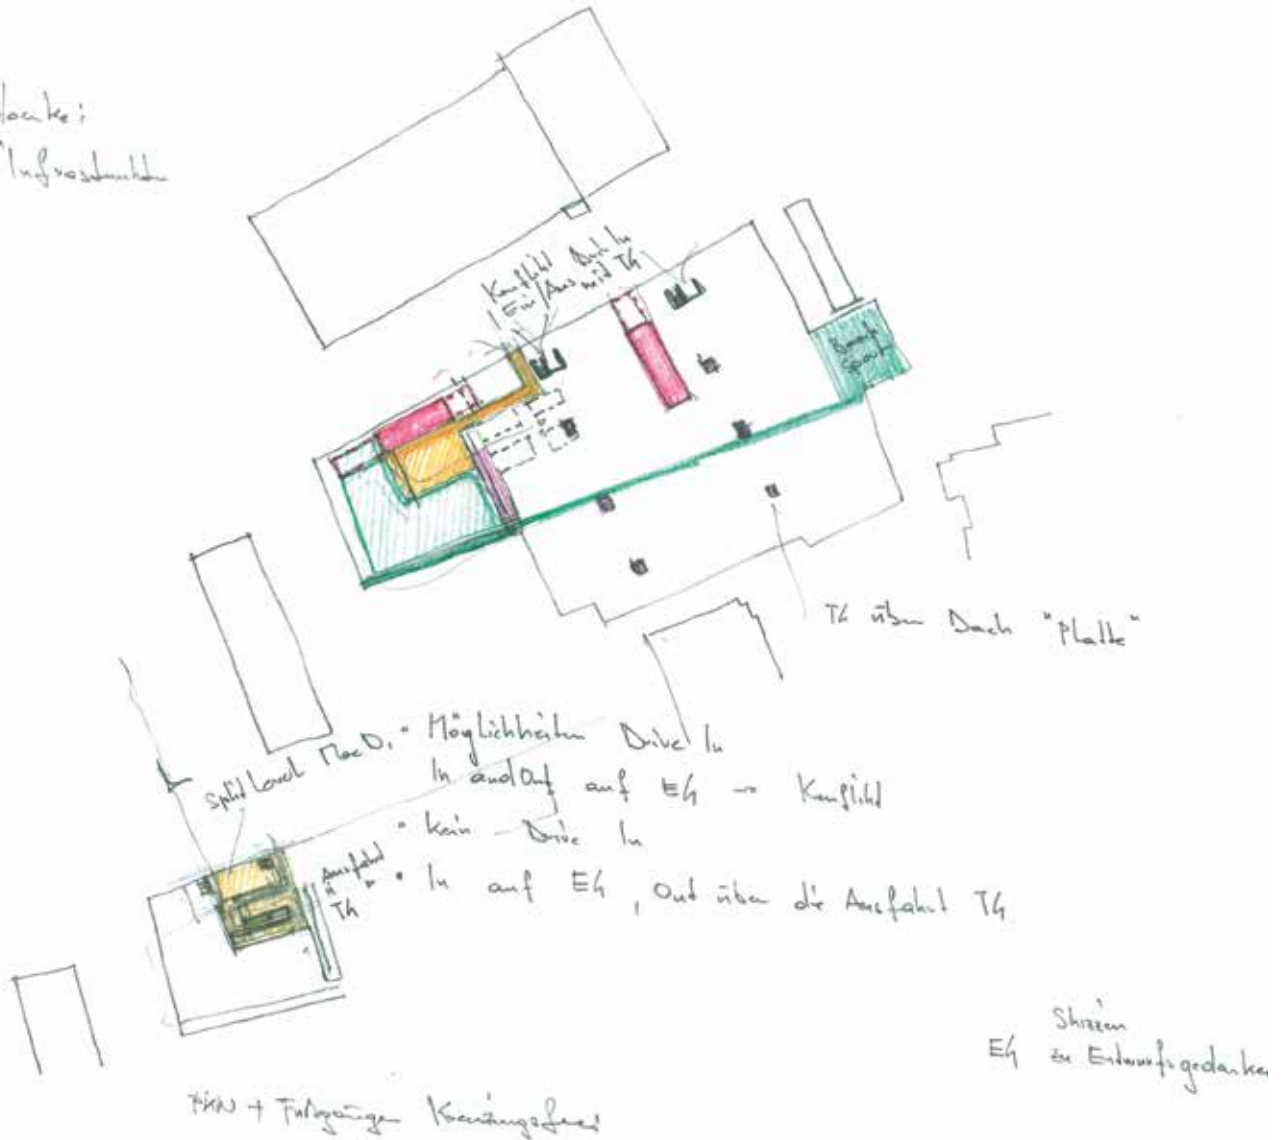 Infrastruktur
Konflikt Drive In
Ein/Aus mit TG
TG über Dach "Platte"
Split Level MacD.
• Möglichkeiten Drive In
In and Out auf EG → Konflikt
• Kein Drive In
• In auf EG, Out über die Ausfahrt TG
Ausfahrt
TG
PKW + Fußgänger Kreuzungsfrei
Skizzen
EG zu Entwurfsgedanken